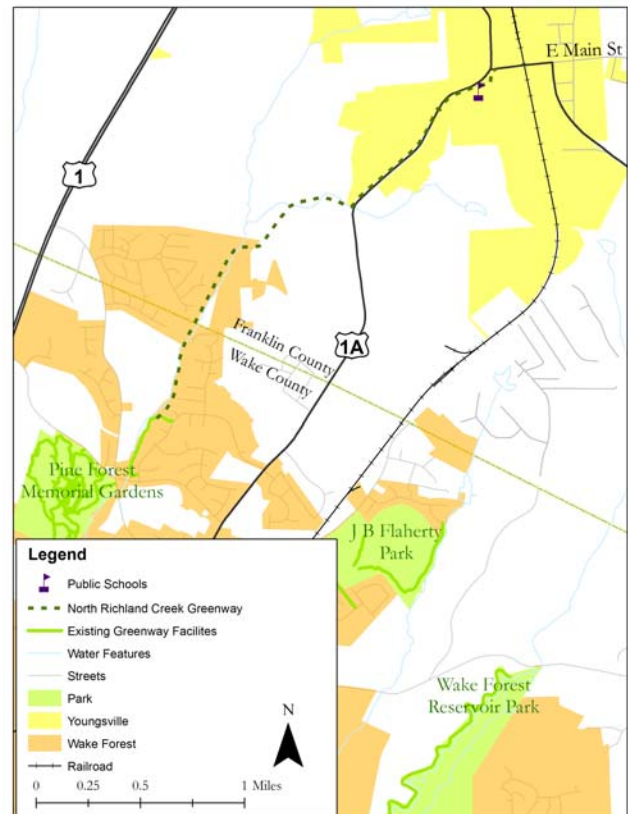 E Main St
1
Franklin County
1A
Wake County
Pine Forest
Memorial Gardens
J B Flaherty
Park
Wake Forest
Reservoir Park
Legend
Public Schools
North Richland Creek Greenway
Existing Greenway Facilites
Water Features
Streets
Park
Youngsville
Wake Forest
Railroad
N
0 0.25 0.5 1 Miles